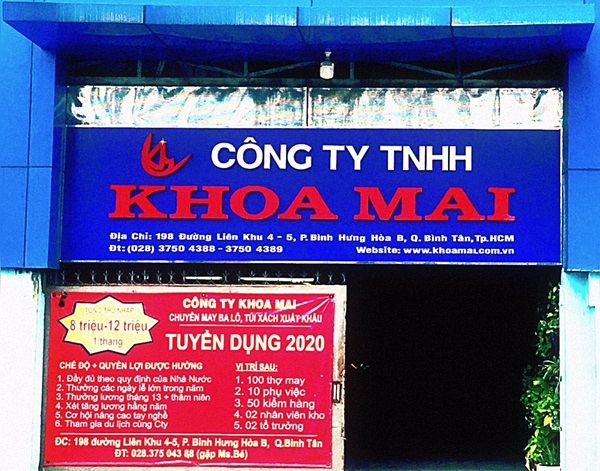 CÔNG TY TNHH
KHOA MAI
Địa Chỉ: 198 Đường Liên Khu 4 - 5, P.Bình Hưng Hòa B, Q.Bình Tân,Tp.HCM
Đt: (028) 3750 4388 - 3750 4389 Website: www.khoamai.com.vn
CÔNG TY KHOA MAI
CHUYÊN MAY BA LÔ, TÚI XÁCH XUẤT KHẨU
TUYỂN DỤNG 2020
TỔNG THU NHẬP
8 triệu-12 triệu
1 tháng
CHẾ ĐỘ + QUYỀN LỢI ĐƯỢC HƯỞNG
1. Đầy đủ theo quy định của Nhà Nước
2. Thưởng các ngày lễ lớn trong năm
3. Thưởng lương tháng 13 + thâm niên
4. Xét tăng lương hằng năm
5. Cơ hội nâng cao tay nghề
6. Tham gia du lịch cùng Cty
VỊ TRÍ SAU:
1. 100 thợ may
2. 10 phụ việc
3. 50 kiểm hàng
4. 02 nhân viên kho
5. 02 tổ trưởng
ĐC: 198 đường Liên Khu 4-5, P. Bình Hưng Hòa B, Q.Bình Tân
ĐT: 028.375 043 88 (gặp Ms.Bé)